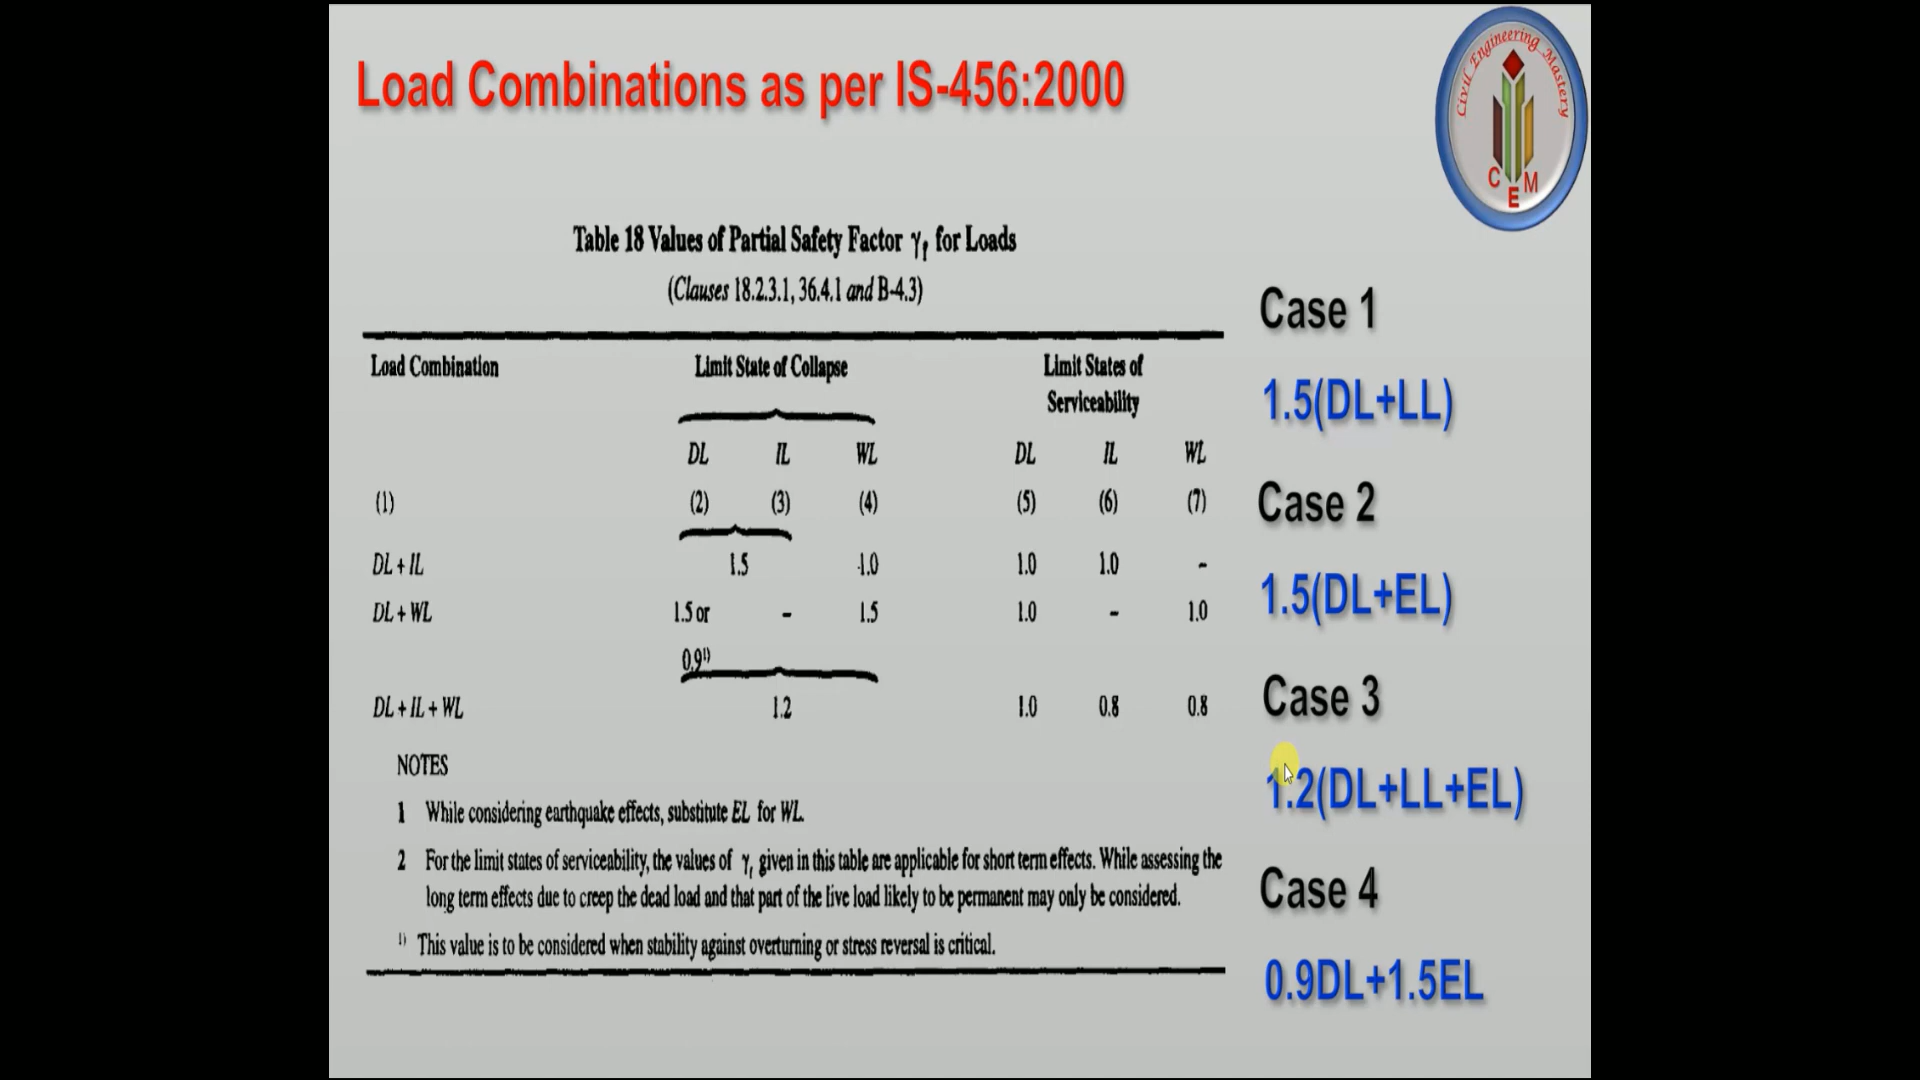 Load Combinations as per IS-456:2000
Civil Engineering Mastery
C E M
Table 18 Values of Partial Safety Factor γf for Loads
(Clauses 18.2.3.1, 36.4.1 and B-4.3)
Load Combination Limit State of Collapse Limit States of
Serviceability
DL IL WL DL IL WL
(1) (2) (3) (4) (5) (6) (7)
DL + IL 1.5 1.0 1.0 1.0 -
DL + WL 1.5 or - 1.5 1.0 - 1.0
0.9¹⁾
DL + IL + WL 1.2 1.0 0.8 0.8
NOTES
1 While considering earthquake effects, substitute EL for WL.
2 For the limit states of serviceability, the values of γf given in this table are applicable for short term effects. While assessing the
long term effects due to creep the dead load and that part of the live load likely to be permanent may only be considered.
¹⁾ This value is to be considered when stability against overturning or stress reversal is critical.
Case 1
1.5(DL+LL)
Case 2
1.5(DL+EL)
Case 3
1.2(DL+LL+EL)
Case 4
0.9DL+1.5EL